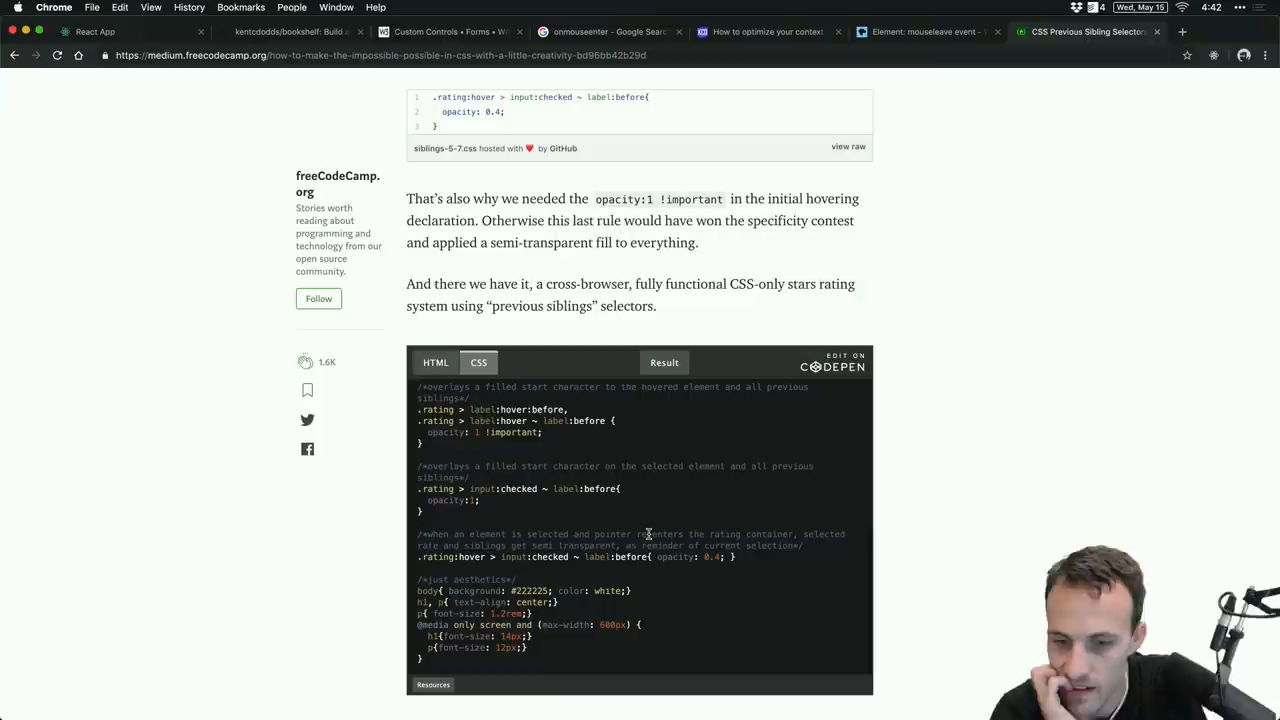 Chrome File Edit View History Bookmarks People Window Help
4 Wed, May 15 4:42
React App
kentcdodds/bookshelf: Build a
Custom Controls • Forms • W
onmouseenter - Google Search
How to optimize your context
Element: mouseleave event -
CSS Previous Sibling Selectors
https://medium.freecodecamp.org/how-to-make-the-impossible-possible-in-css-with-a-little-creativity-bd96bb42b29d
1 .rating:hover > input:checked ~ label:before{
2 opacity: 0.4;
3 }
siblings-5-7.css hosted with ❤ by GitHub
view raw
freeCodeCamp.
org
Stories worth
reading about
programming and
technology from our
open source
community.
Follow
1.6K
That’s also why we needed the opacity:1 !important in the initial hovering
declaration. Otherwise this last rule would have won the specificity contest
and applied a semi-transparent fill to everything.
And there we have it, a cross-browser, fully functional CSS-only stars rating
system using “previous siblings” selectors.
HTML CSS Result
EDIT ON
CODEPEN
/*overlays a filled start character to the hovered element and all previous
siblings*/
.rating > label:hover:before,
.rating > label:hover ~ label:before {
opacity: 1 !important;
}
/*overlays a filled start character on the selected element and all previous
siblings*/
.rating > input:checked ~ label:before{
opacity:1;
}
/*when an element is selected and pointer re-enters the rating container, selected
rate and siblings get semi transparent, as reminder of current selection*/
.rating:hover > input:checked ~ label:before{ opacity: 0.4; }
/*just aesthetics*/
body{ background: #222225; color: white;}
h1, p{ text-align: center;}
p{ font-size: 1.2rem;}
@media only screen and (max-width: 600px) {
h1{font-size: 14px;}
p{font-size: 12px;}
}
Resources